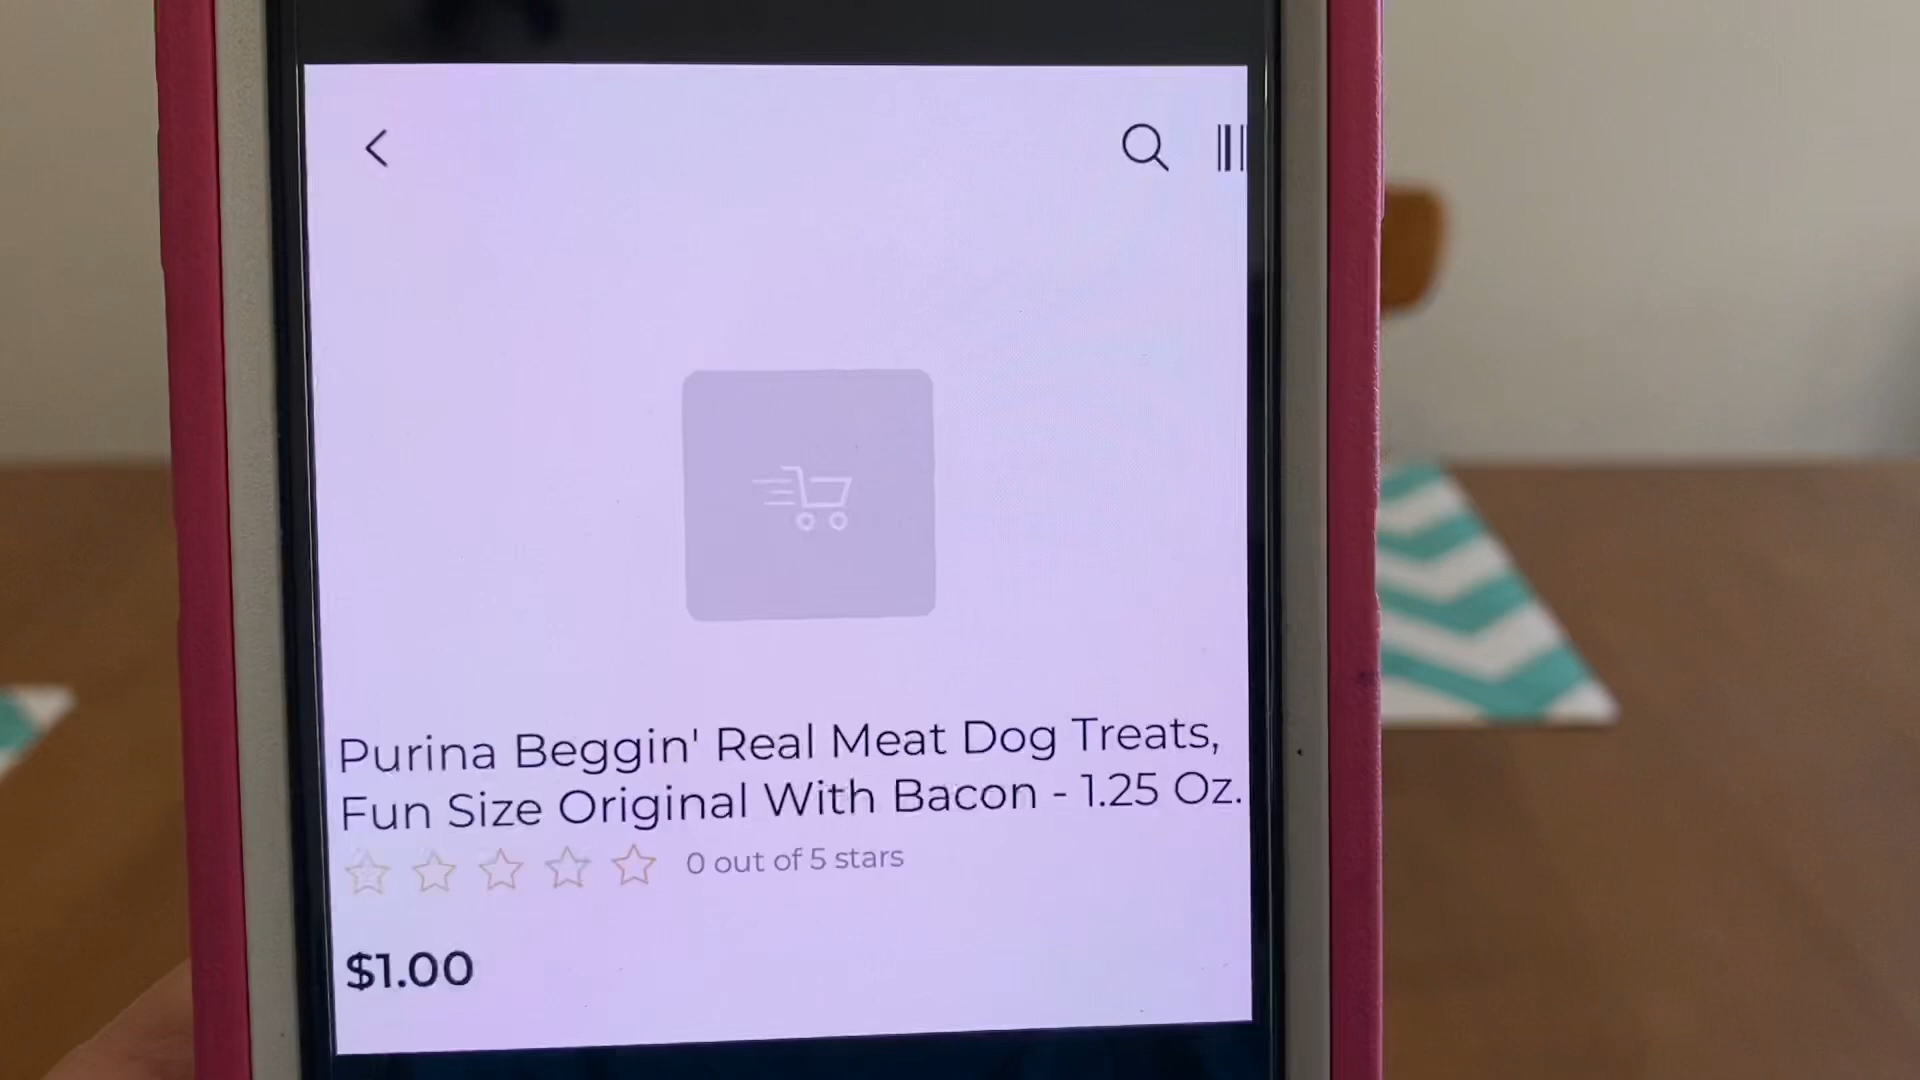 Purina Beggin' Real Meat Dog Treats,
Fun Size Original With Bacon - 1.25 Oz.
0 out of 5 stars
$1.00